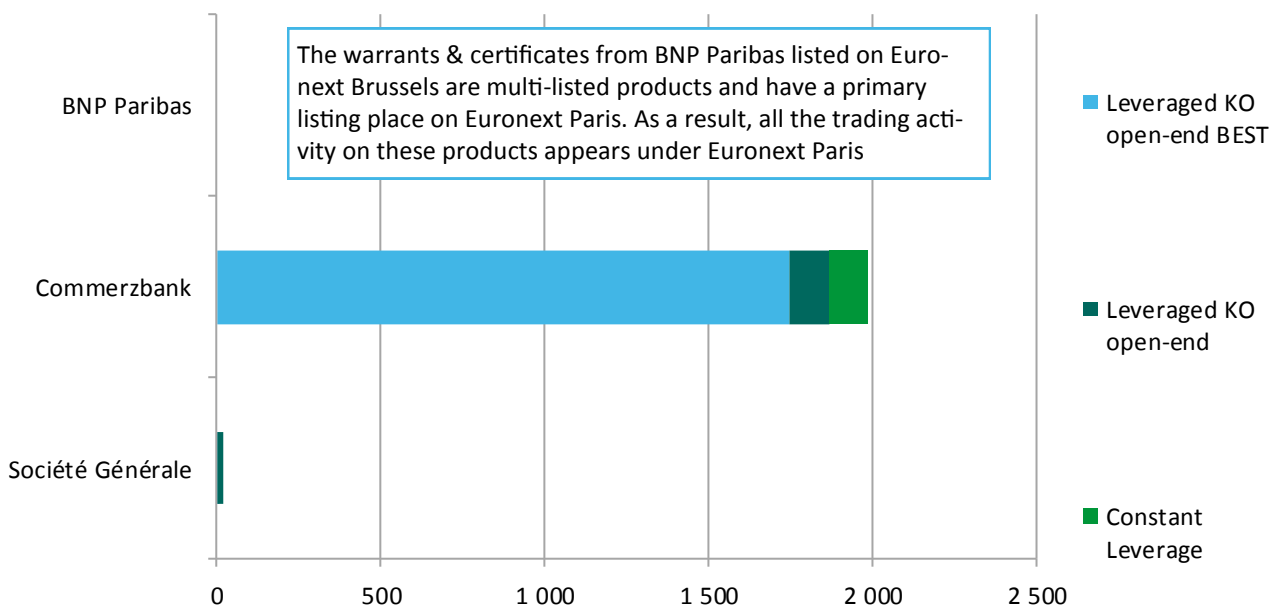 The warrants & certificates from BNP Paribas listed on Euro-
next Brussels are multi-listed products and have a primary
listing place on Euronext Paris. As a result, all the trading acti-
vity on these products appears under Euronext Paris
BNP Paribas
Commerzbank
Société Générale
0 500 1 000 1 500 2 000 2 500
Leveraged KO
open-end BEST
Leveraged KO
open-end
Constant
Leverage